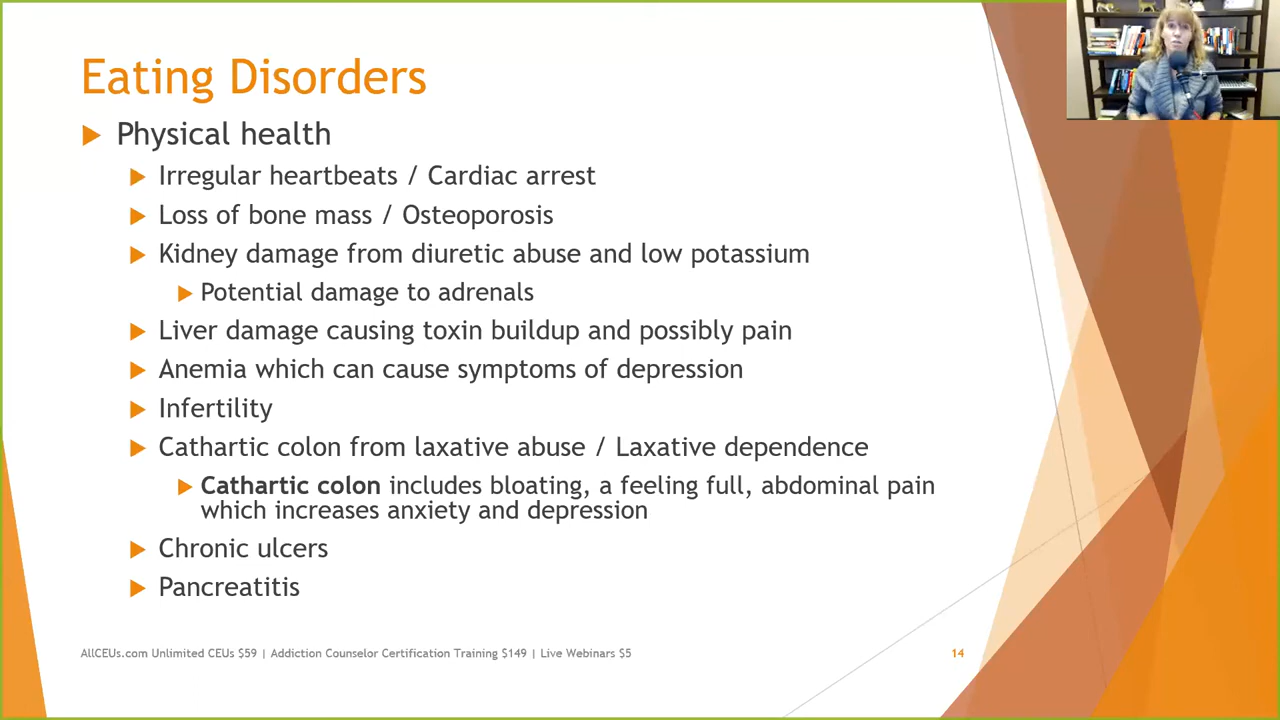 Eating Disorders
Physical health
Irregular heartbeats / Cardiac arrest
Loss of bone mass / Osteoporosis
Kidney damage from diuretic abuse and low potassium
Potential damage to adrenals
Liver damage causing toxin buildup and possibly pain
Anemia which can cause symptoms of depression
Infertility
Cathartic colon from laxative abuse / Laxative dependence
Cathartic colon includes bloating, a feeling full, abdominal pain
which increases anxiety and depression
Chronic ulcers
Pancreatitis
AllCEUs.com Unlimited CEUs $59 | Addiction Counselor Certification Training $149 | Live Webinars $5
14